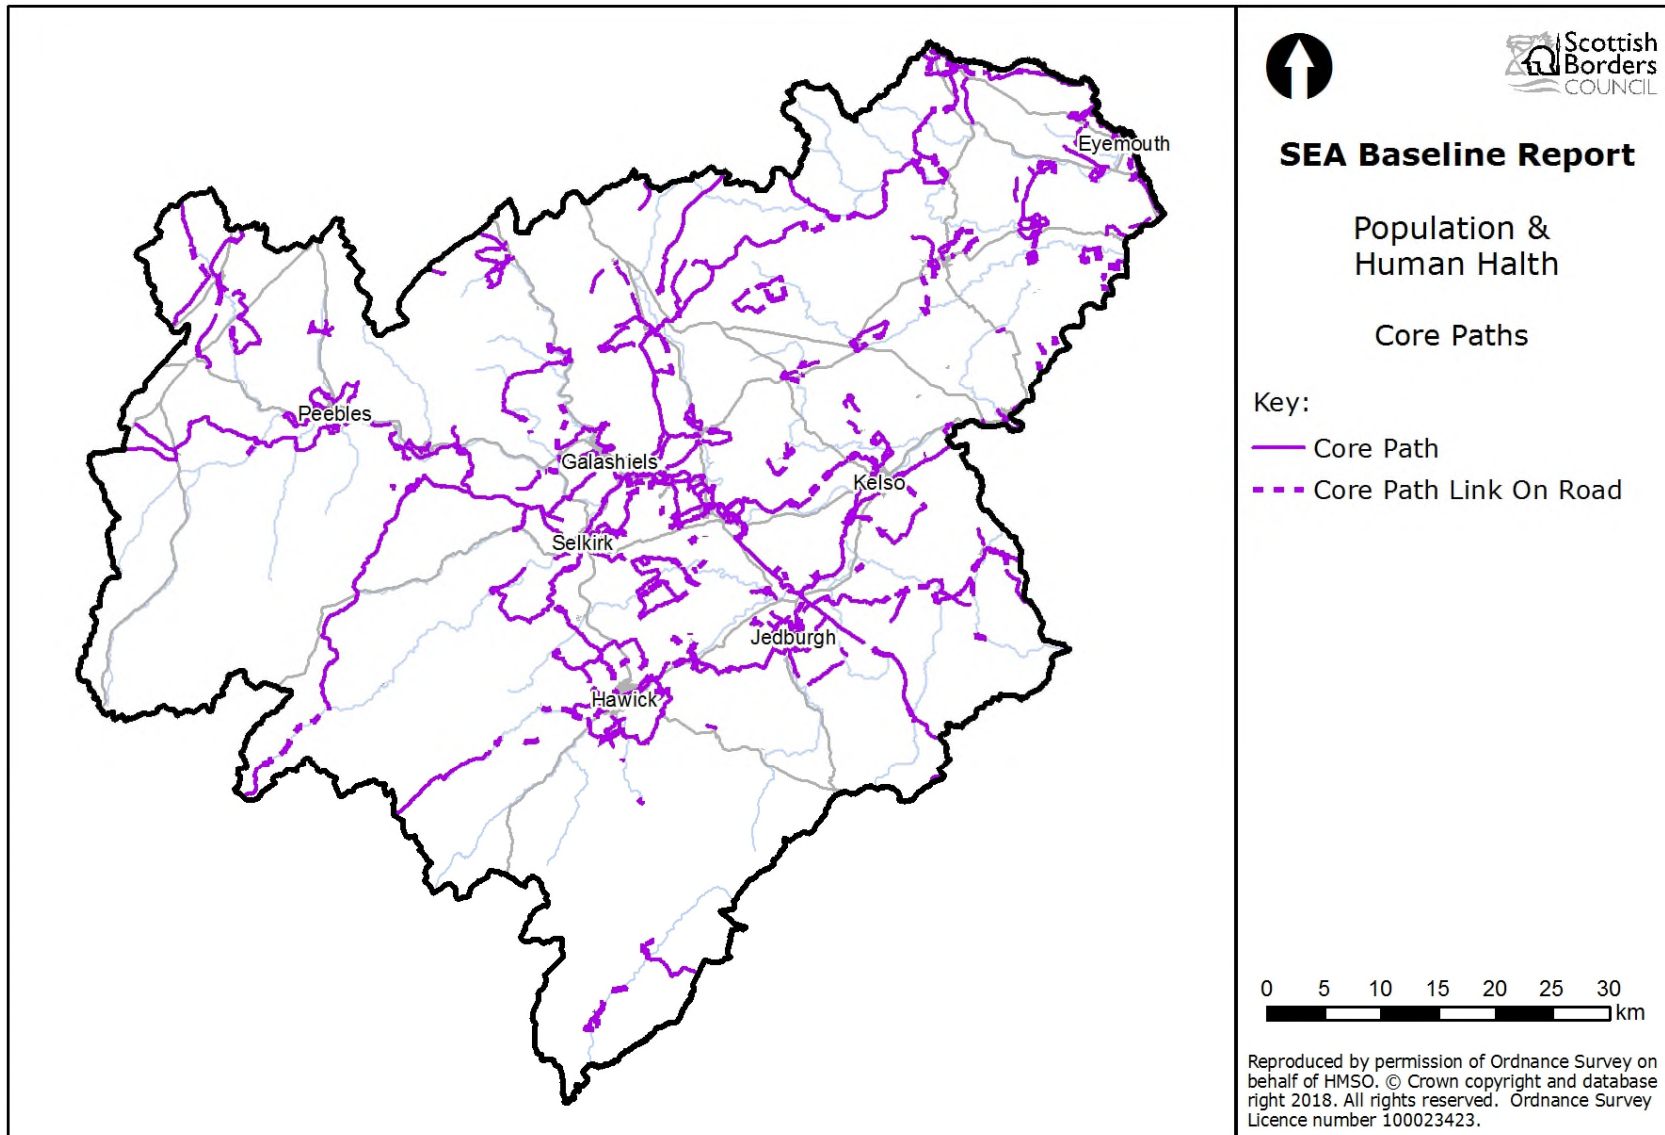 Scottish
Borders
COUNCIL
SEA Baseline Report
Population &
Human Halth
Core Paths
Key:
Core Path
Core Path Link On Road
Eyemouth
Peebles
Galashiels
Kelso
Selkirk
Jedburgh
Hawick
0 5 10 15 20 25 30
km
Reproduced by permission of Ordnance Survey on
behalf of HMSO. © Crown copyright and database
right 2018. All rights reserved. Ordnance Survey
Licence number 100023423.